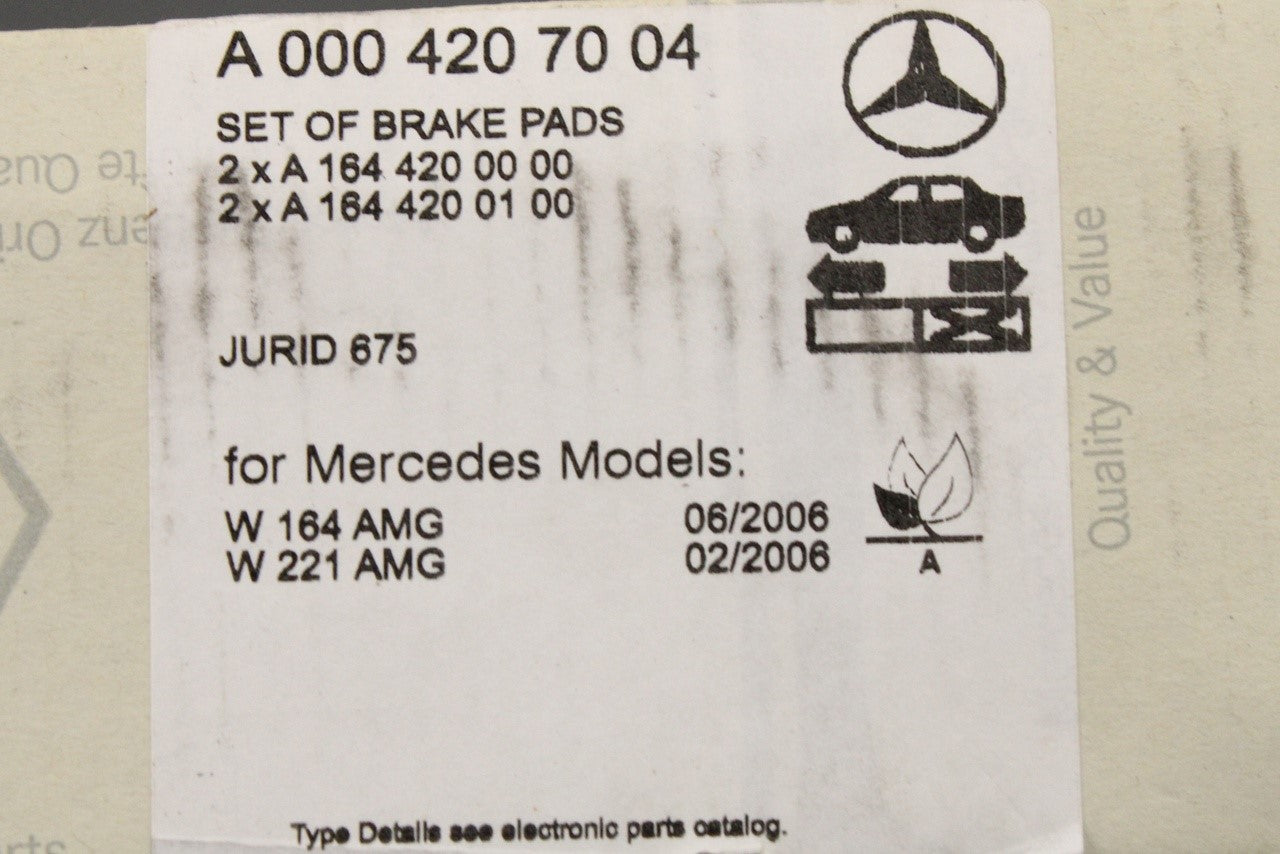 A 000 420 70 04
SET OF BRAKE PADS
2 x A 164 420 00 00
2 x A 164 420 01 00
JURID 675
for Mercedes Models:
W 164 AMG 06/2006
W 221 AMG 02/2006
A
Type Details see electronic parts catalog.
Quality & Value